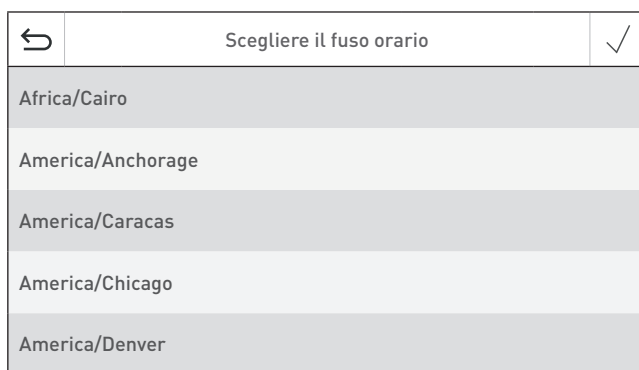 Scegliere il fuso orario
Africa/Cairo
America/Anchorage
America/Caracas
America/Chicago
America/Denver